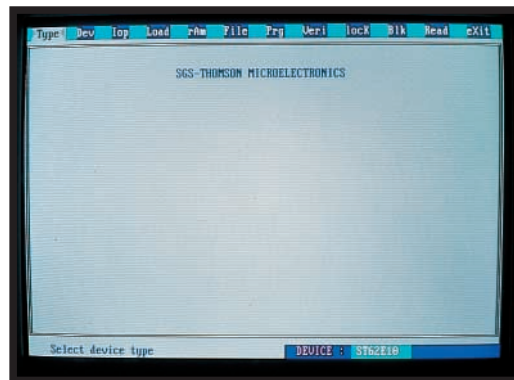 Type Dev Iop Load rAm File Prg Veri locK Blk Read eXit
SGS-THOMSON MICROELECTRONICS
Select device type DEVICE : ST62E10